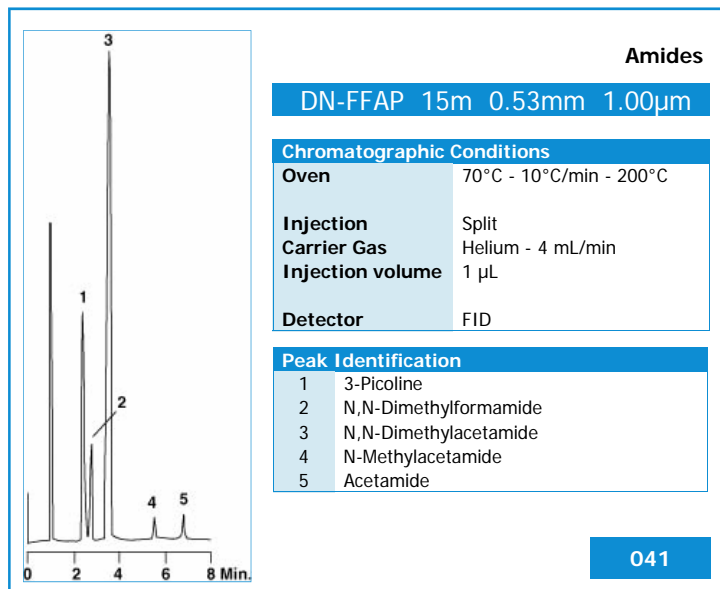 3
1
2
4
5
0 2 4 6 8 Min.
Amides
DN-FFAP 15m 0.53mm 1.00µm
Chromatographic Conditions
Oven 70°C - 10°C/min - 200°C
Injection Split
Carrier Gas Helium - 4 mL/min
Injection volume 1 µL
Detector FID
Peak Identification
1 3-Picoline
2 N,N-Dimethylformamide
3 N,N-Dimethylacetamide
4 N-Methylacetamide
5 Acetamide
041